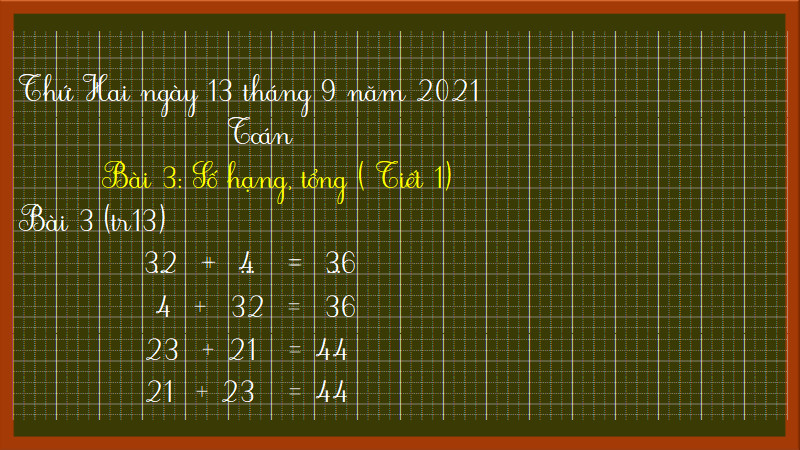 Thứ Hai ngày 13 tháng 9 năm 2021
Toán
Bài 3: Số hạng, tổng ( Tiết 1)
Bài 3 (tr13)
32 + 4 = 36
4 + 32 = 36
23 + 21 = 44
21 + 23 = 44